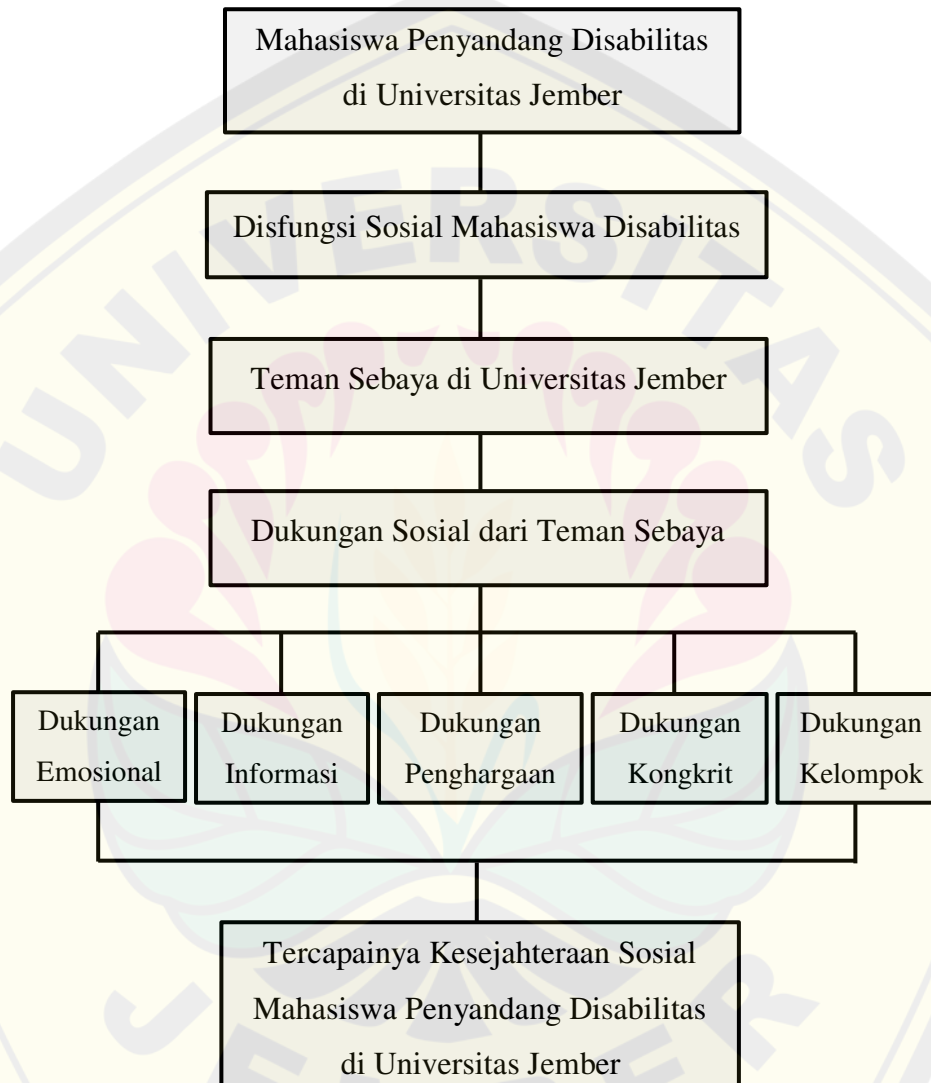 Mahasiswa Penyandang Disabilitas
di Universitas Jember
Disfungsi Sosial Mahasiswa Disabilitas
Teman Sebaya di Universitas Jember
Dukungan Sosial dari Teman Sebaya
Dukungan
Emosional
Dukungan
Informasi
Dukungan
Penghargaan
Dukungan
Kongkrit
Dukungan
Kelompok
Tercapainya Kesejahteraan Sosial
Mahasiswa Penyandang Disabilitas
di Universitas Jember
UNIVERSITAS
JEMBER